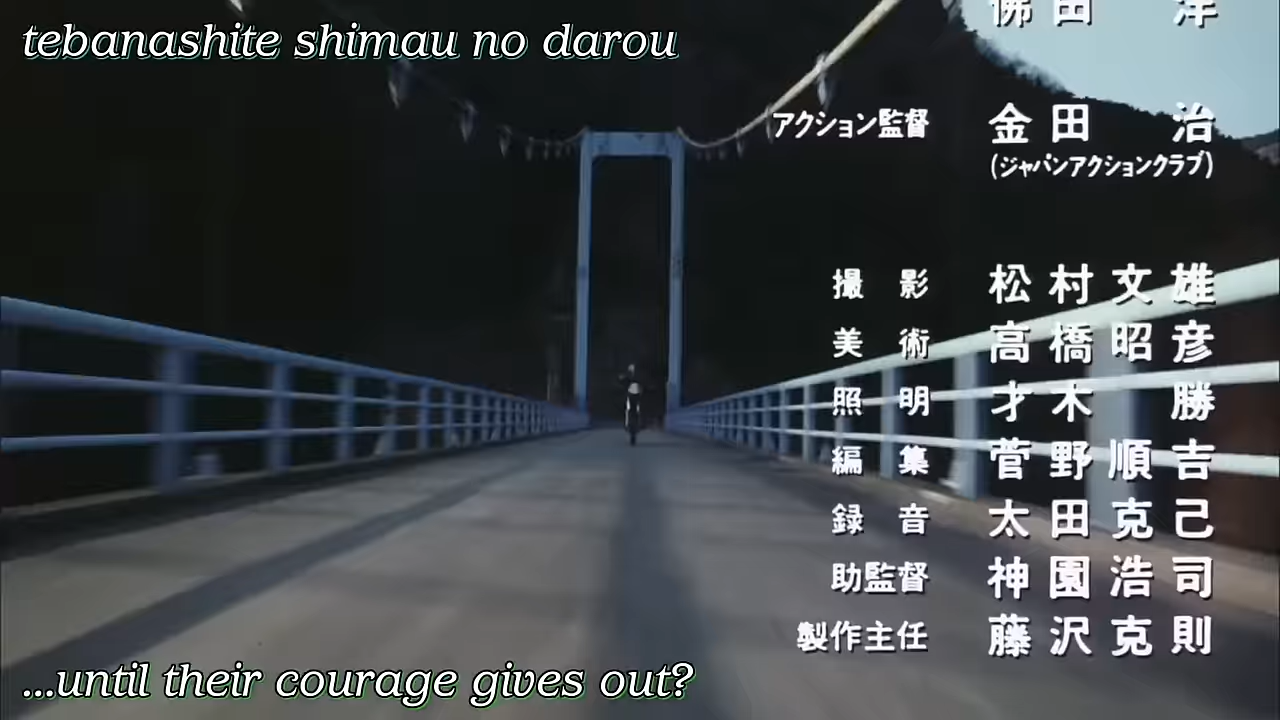 tebanashite shimau no darou
佛田 洋
アクション監督 金田 治
(ジャパンアクションクラブ)
撮影 松村文雄
美術 高橋昭彦
照明 才木 勝
編集 菅野順吉
録音 太田克己
助監督 神園浩司
製作主任 藤沢克則
...until their courage gives out?